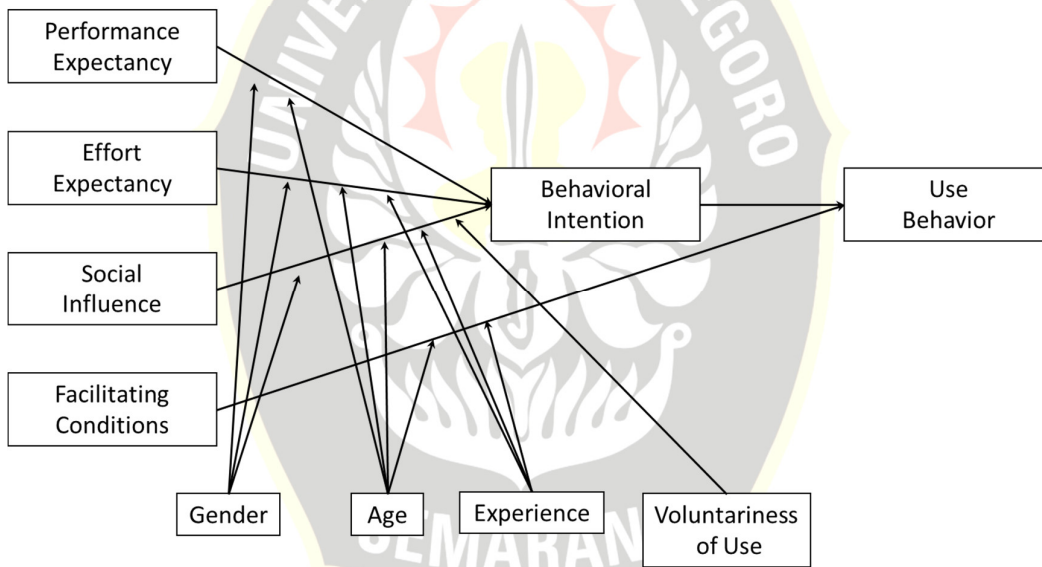 Performance
Expectancy
Effort
Expectancy
Social
Influence
Facilitating
Conditions
Behavioral
Intention
Use
Behavior
Gender
Age
Experience
Voluntariness
of Use